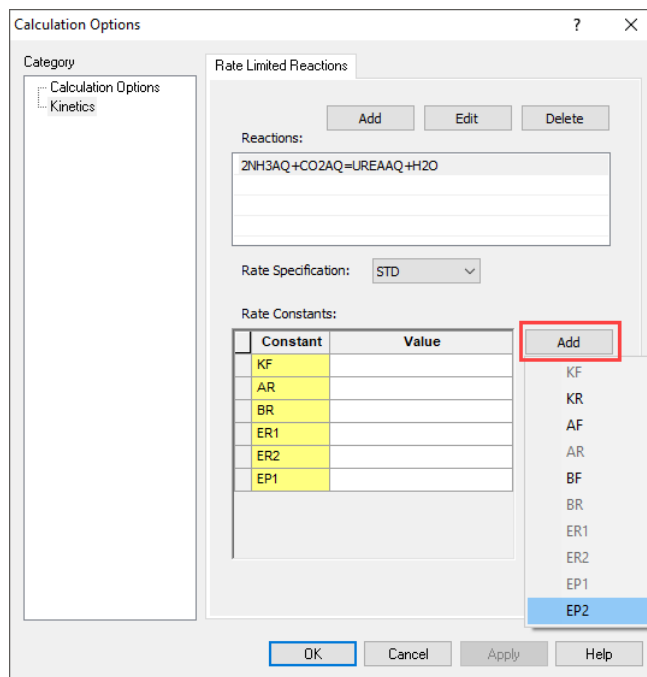 Calculation Options
? ×
Category
Calculation Options
Kinetics
Rate Limited Reactions
Add Edit Delete
Reactions:
2NH3AQ+CO2AQ=UREAAQ+H2O
Rate Specification: STD
Rate Constants:
Constant Value
KF
AR
BR
ER1
ER2
EP1
Add
KF
KR
AF
AR
BF
BR
ER1
ER2
EP1
EP2
OK Cancel Apply Help